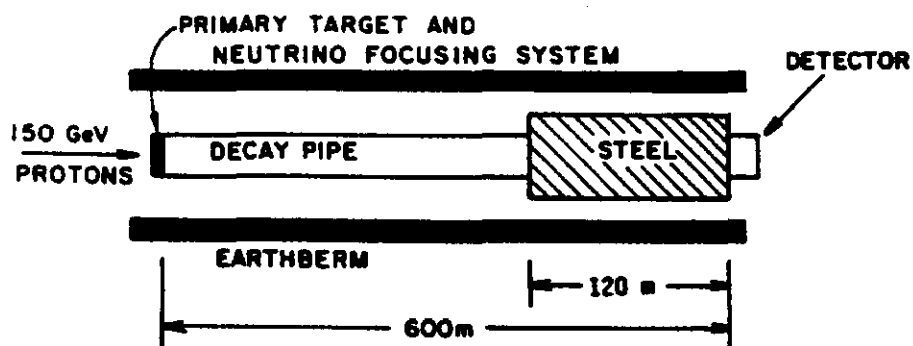 PRIMARY TARGET AND
NEUTRINO FOCUSING SYSTEM
DETECTOR
150 GeV
PROTONS
DECAY PIPE
STEEL
EARTHBERM
120 m
600m